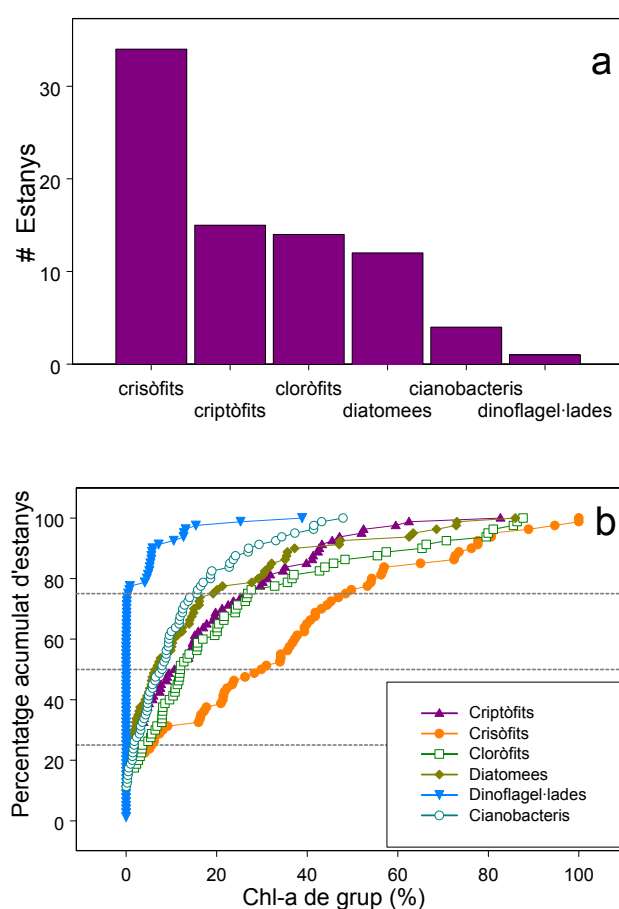 a
# Estanys
30
20
10
0
crisòfits
criptòfits
cloròfits
diatomees
cianobacteris
dinoflagel·lades
b
Percentatge acumulat d'estanys
100
80
60
40
20
0
Criptòfits
Crisòfits
Cloròfits
Diatomees
Dinoflagel·lades
Cianobacteris
0 20 40 60 80 100
Chl-a de grup (%)